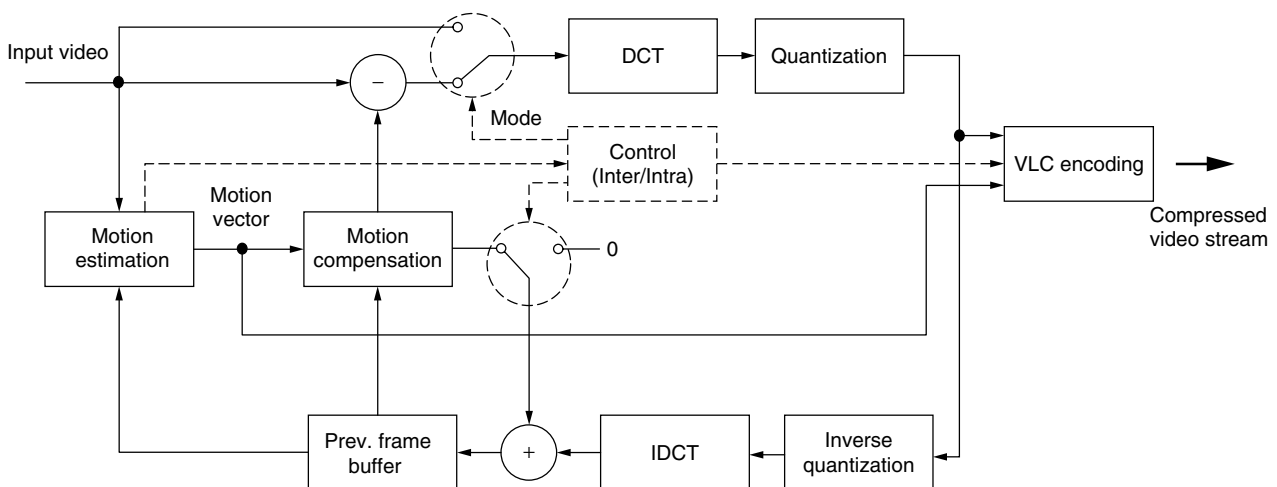 Input video
−
DCT
Quantization
Mode
Control
(Inter/Intra)
VLC encoding
Compressed
video stream
Motion
vector
Motion
estimation
Motion
compensation
0
Prev. frame
buffer
+
IDCT
Inverse
quantization